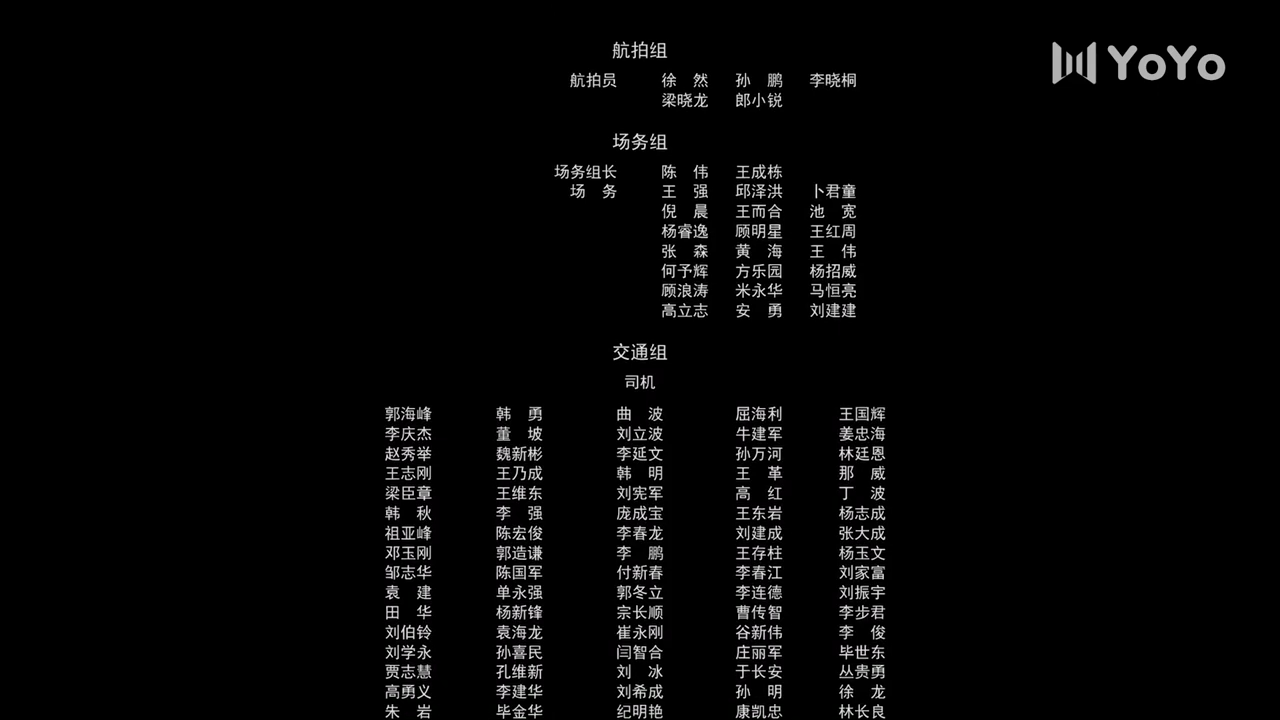 YoYo
航拍组
航拍员 徐 然 孙 鹏 李晓桐
梁晓龙 郎小锐
场务组
场务组长 陈 伟 王成栋
场 务 王 强 邱泽洪 卜君童
倪 晨 王而合 池 宽
杨睿逸 顾明星 王红周
张 森 黄 海 王 伟
何予辉 方乐园 杨招威
顾浪涛 米永华 马恒亮
高立志 安 勇 刘建建
交通组
司机
郭海峰 韩 勇 曲 波 屈海利 王国辉
李庆杰 董 坡 刘立波 牛建军 姜忠海
赵秀举 魏新彬 李延文 孙万河 林廷恩
王志刚 王乃成 韩 明 王 革 那 威
梁臣章 王维东 刘宪军 高 红 丁 波
韩 秋 李 强 庞成宝 王东岩 杨志成
祖亚峰 陈宏俊 李春龙 刘建成 张大成
邓玉刚 郭造谦 李 鹏 王存柱 杨玉文
邹志华 陈国军 付新春 李春江 刘家富
袁 建 单永强 郭冬立 李连德 刘振宇
田 华 杨新锋 宗长顺 曹传智 李步君
刘伯铃 袁海龙 崔永刚 谷新伟 李 俊
刘学永 孙喜民 闫智合 庄丽军 毕世东
贾志慧 孔维新 刘 冰 于长安 丛贵勇
高勇义 李建华 刘希成 孙 明 徐 龙
朱 岩 毕金华 纪明艳 康凯忠 林长良